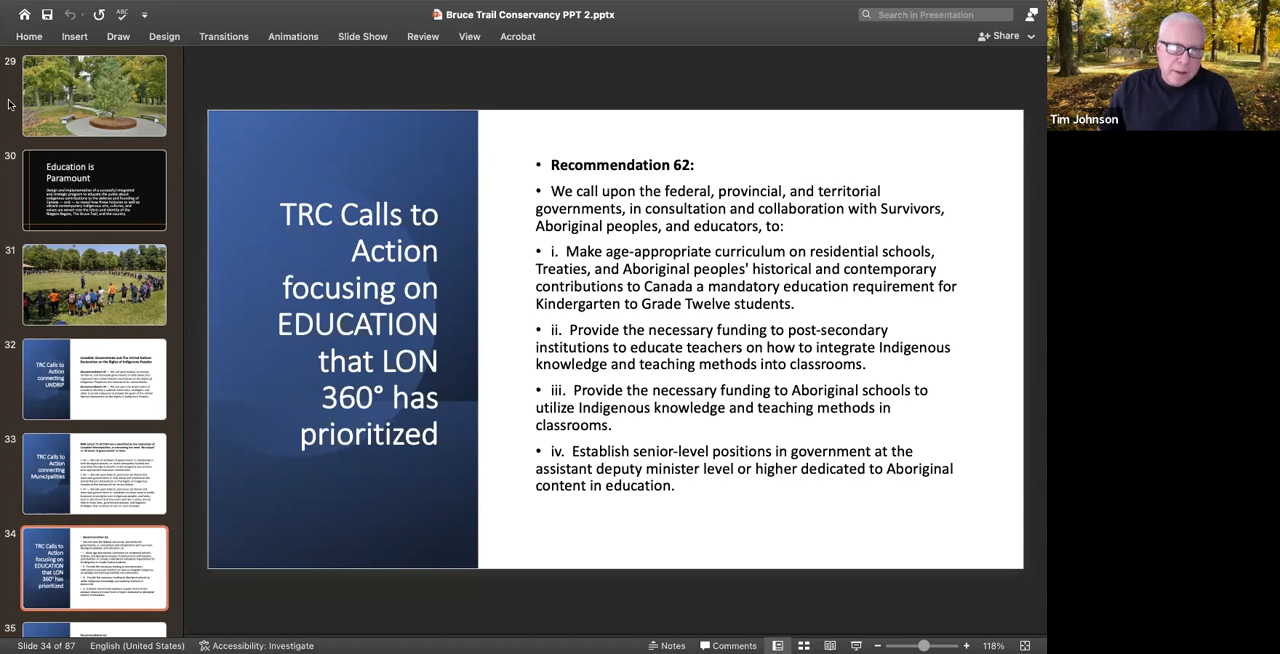 ABC
Bruce Trail Conservancy PPT 2.pptx
Search in Presentation
Home Insert Draw Design Transitions Animations Slide Show Review View Acrobat
Share
29
30
Education is
Paramount
31
32
TRC Calls to
Action
connecting
UNDRIP
33
TRC Calls to
Action
connecting
Municipalities
34
TRC Calls to
Action
focusing on
EDUCATION
that LON
360° has
prioritized
35
TRC Calls to
Action
focusing on
EDUCATION
that LON
360° has
prioritized
• Recommendation 62:
• We call upon the federal, provincial, and territorial
governments, in consultation and collaboration with Survivors,
Aboriginal peoples, and educators, to:
• i. Make age-appropriate curriculum on residential schools,
Treaties, and Aboriginal peoples' historical and contemporary
contributions to Canada a mandatory education requirement for
Kindergarten to Grade Twelve students.
• ii. Provide the necessary funding to post-secondary
institutions to educate teachers on how to integrate Indigenous
knowledge and teaching methods into classrooms.
• iii. Provide the necessary funding to Aboriginal schools to
utilize Indigenous knowledge and teaching methods in
classrooms.
• iv. Establish senior-level positions in government at the
assistant deputy minister level or higher dedicated to Aboriginal
content in education.
Tim Johnson
Slide 34 of 87 English (United States) Accessibility: Investigate
Notes Comments 118%